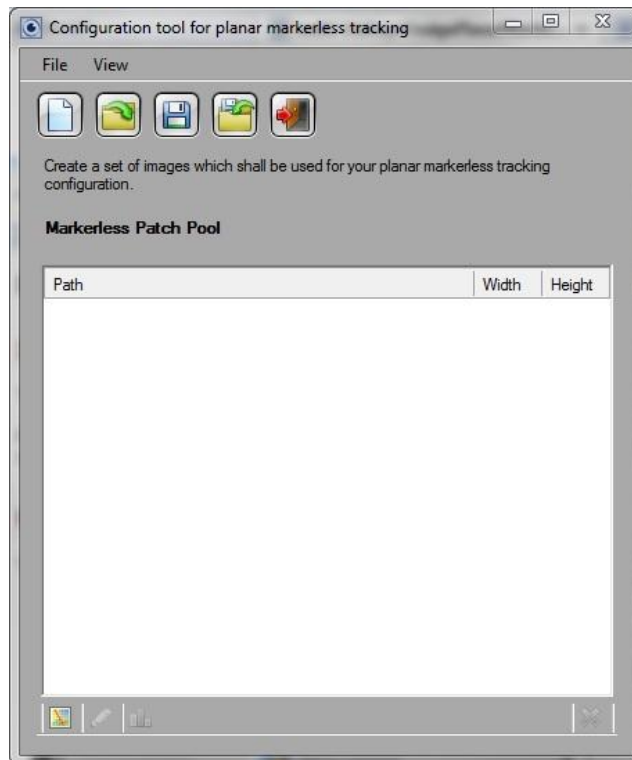 Configuration tool for planar markerless tracking
File View
Create a set of images which shall be used for your planar markerless tracking
configuration.
Markerless Patch Pool
Path Width Height